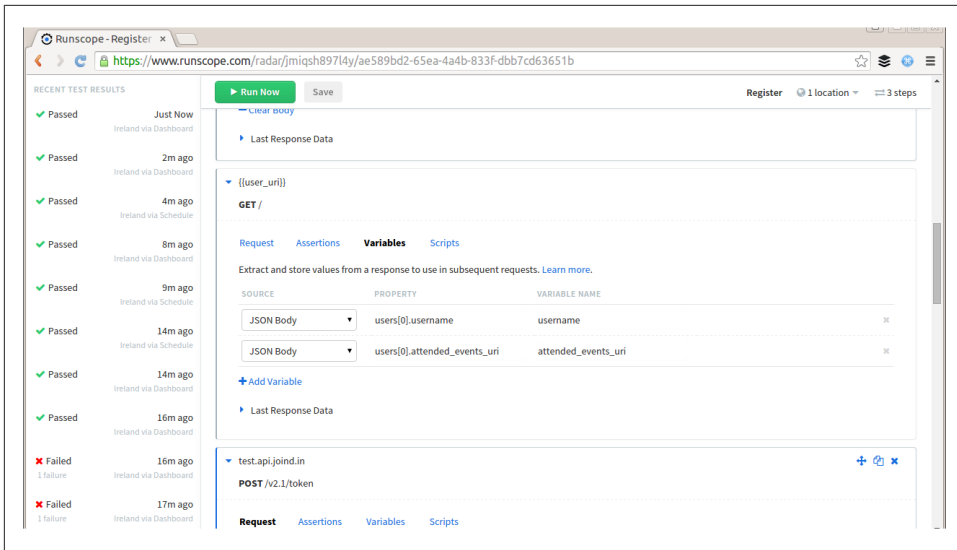 Runscope - Register ×
https://www.runscope.com/radar/jmiqsh897l4y/ae589bd2-65ea-4a4b-833f-dbb7cd63651b
RECENT TEST RESULTS
Passed Just Now
Ireland via Dashboard
Passed 2m ago
Ireland via Dashboard
Passed 4m ago
Ireland via Schedule
Passed 8m ago
Ireland via Dashboard
Passed 9m ago
Ireland via Schedule
Passed 14m ago
Ireland via Schedule
Passed 14m ago
Ireland via Dashboard
Passed 16m ago
Ireland via Dashboard
Failed 16m ago
1 failure Ireland via Dashboard
Failed 17m ago
1 failure Ireland via Dashboard
Run Now Save Register 1 location 3 steps
Clear Body
Last Response Data
{{user_uri}}
GET /
Request Assertions Variables Scripts
Extract and store values from a response to use in subsequent requests. Learn more.
SOURCE PROPERTY VARIABLE NAME
JSON Body users[0].username username
JSON Body users[0].attended_events_uri attended_events_uri
+Add Variable
Last Response Data
test.api.joind.in
POST /v2.1/token
Request Assertions Variables Scripts